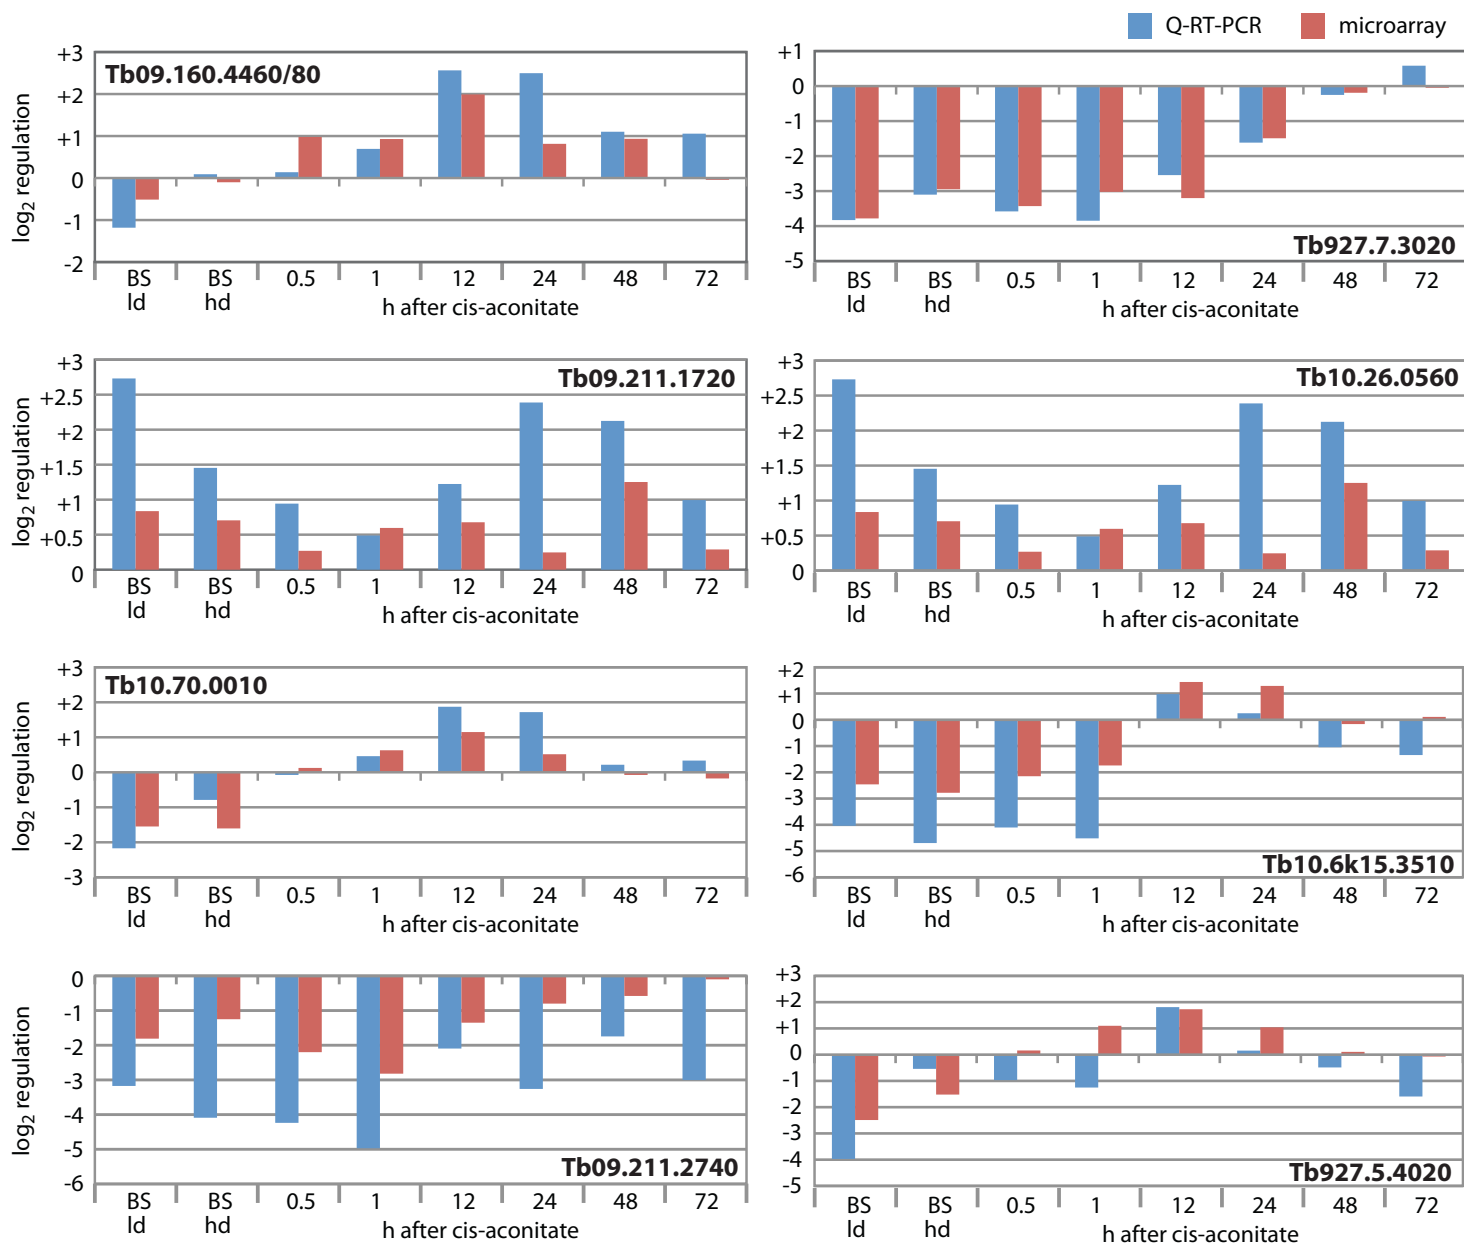 Q-RT-PCR microarray
+3
+2
+1
0
-1
-2
log2 regulation
Tb09.160.4460/80
BS ld BS hd 0.5 1 12 24 48 72
h after cis-aconitate
+1
0
-1
-2
-3
-4
-5
Tb927.7.3020
BS ld BS hd 0.5 1 12 24 48 72
h after cis-aconitate
+3
+2.5
+2
+1.5
+1
+0.5
0
log2 regulation
Tb09.211.1720
BS ld BS hd 0.5 1 12 24 48 72
h after cis-aconitate
+3
+2.5
+2
+1.5
+1
+0.5
0
Tb10.26.0560
BS ld BS hd 0.5 1 12 24 48 72
h after cis-aconitate
+3
+2
+1
0
-1
-2
-3
log2 regulation
Tb10.70.0010
BS ld BS hd 0.5 1 12 24 48 72
h after cis-aconitate
+2
+1
0
-1
-2
-3
-4
-5
-6
Tb10.6k15.3510
BS ld BS hd 0.5 1 12 24 48 72
h after cis-aconitate
0
-1
-2
-3
-4
-5
-6
log2 regulation
Tb09.211.2740
BS ld BS hd 0.5 1 12 24 48 72
h after cis-aconitate
+3
+2
+1
0
-1
-2
-3
-4
-5
Tb927.5.4020
BS ld BS hd 0.5 1 12 24 48 72
h after cis-aconitate